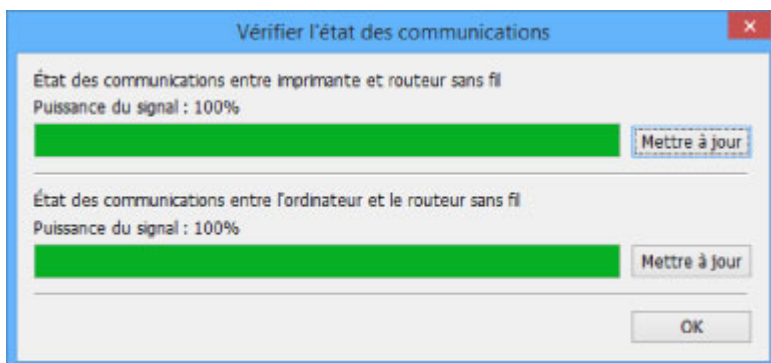 Vérifier l'état des communications
État des communications entre imprimante et routeur sans fil
Puissance du signal : 100%
Mettre à jour
État des communications entre l'ordinateur et le routeur sans fil
Puissance du signal : 100%
Mettre à jour
OK